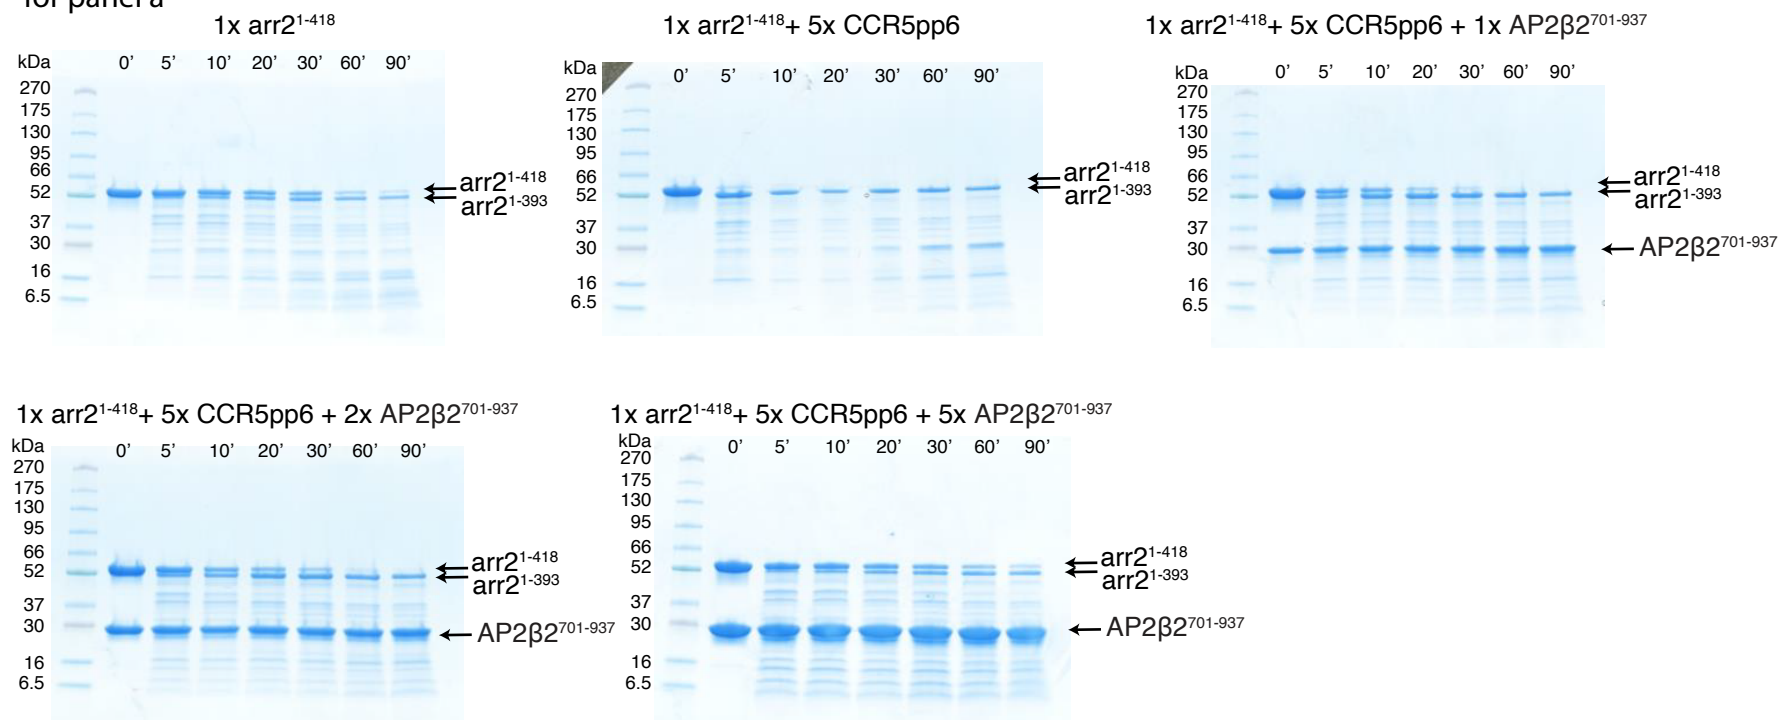 for panel a
1x arr2¹⁻⁴¹⁸
kDa 0’ 5’ 10’ 20’ 30’ 60’ 90’
270
175
130
95
66
52
37
30
16
6.5
arr2¹⁻⁴¹⁸
arr2¹⁻³⁹³
1x arr2¹⁻⁴¹⁸+ 5x CCR5pp6
kDa 0’ 5’ 10’ 20’ 30’ 60’ 90’
270
175
130
95
66
52
37
30
16
6.5
arr2¹⁻⁴¹⁸
arr2¹⁻³⁹³
1x arr2¹⁻⁴¹⁸+ 5x CCR5pp6 + 1x AP2β2⁷⁰¹⁻⁹³⁷
kDa 0’ 5’ 10’ 20’ 30’ 60’ 90’
270
175
130
95
66
52
37
30
16
6.5
arr2¹⁻⁴¹⁸
arr2¹⁻³⁹³
AP2β2⁷⁰¹⁻⁹³⁷
1x arr2¹⁻⁴¹⁸+ 5x CCR5pp6 + 2x AP2β2⁷⁰¹⁻⁹³⁷
kDa 0’ 5’ 10’ 20’ 30’ 60’ 90’
270
175
130
95
66
52
37
30
16
6.5
arr2¹⁻⁴¹⁸
arr2¹⁻³⁹³
AP2β2⁷⁰¹⁻⁹³⁷
1x arr2¹⁻⁴¹⁸+ 5x CCR5pp6 + 5x AP2β2⁷⁰¹⁻⁹³⁷
kDa 0’ 5’ 10’ 20’ 30’ 60’ 90’
270
175
130
95
66
52
37
30
16
6.5
arr2¹⁻⁴¹⁸
arr2¹⁻³⁹³
AP2β2⁷⁰¹⁻⁹³⁷